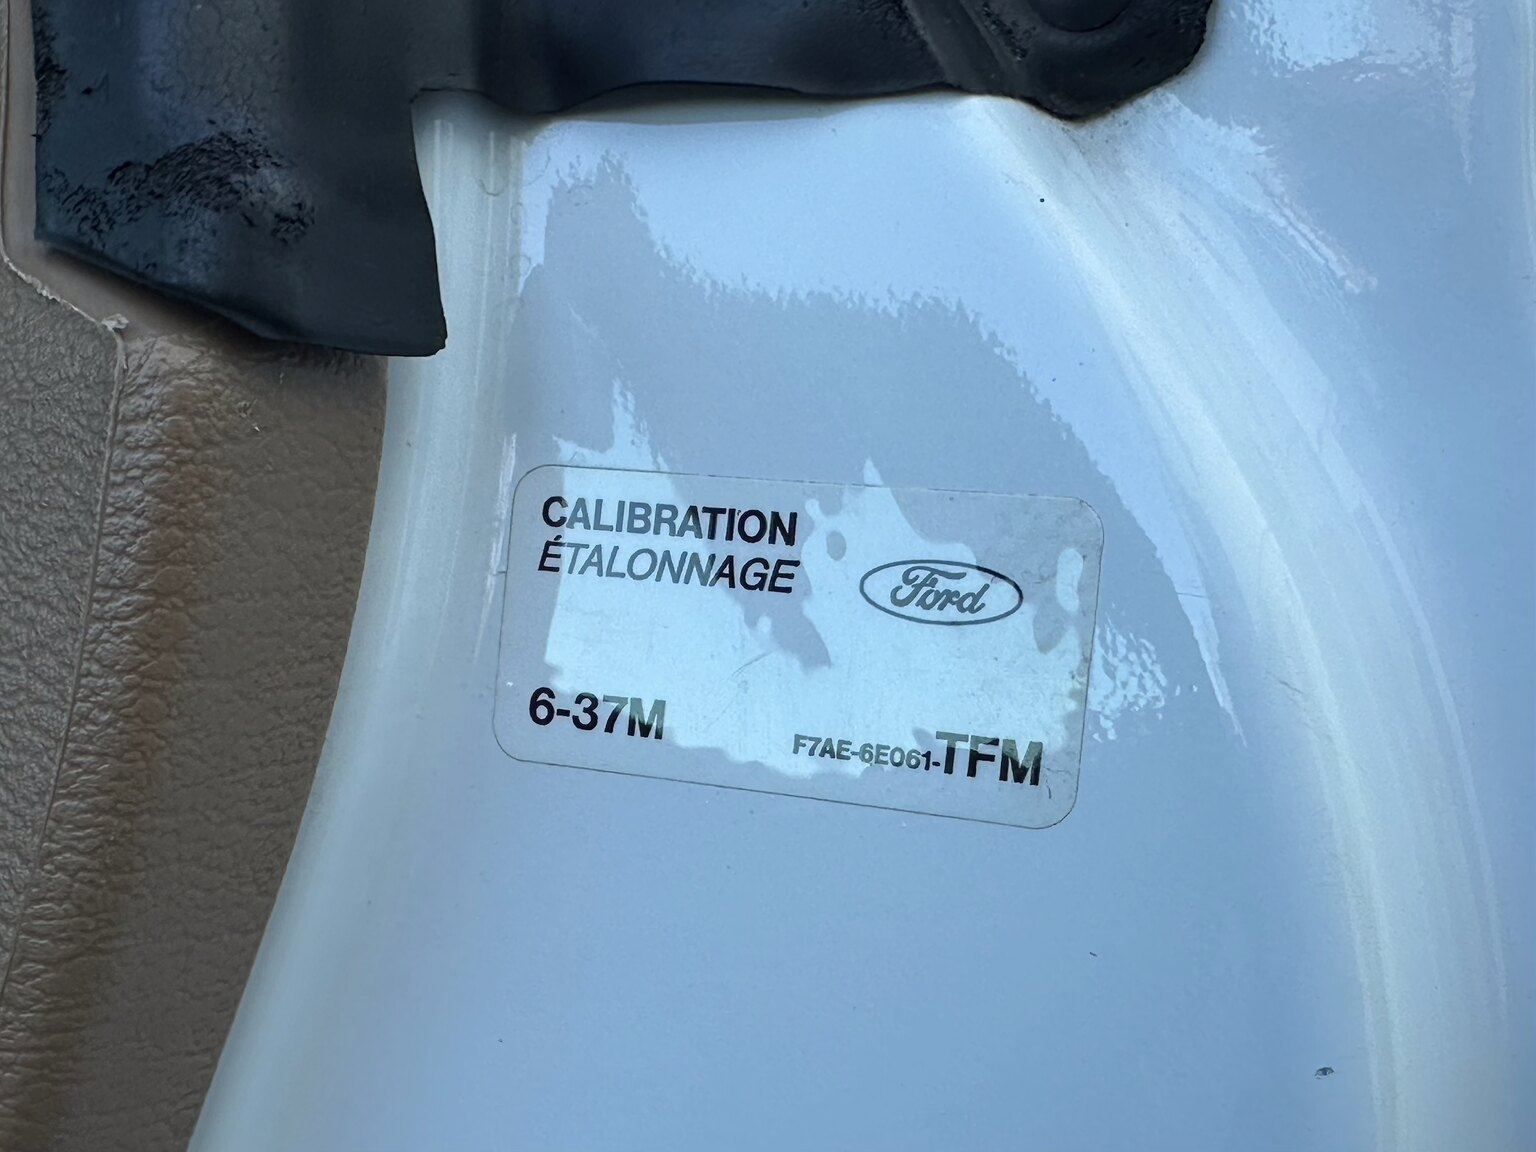 CALIBRATION
ÉTALONNAGE
Ford
6-37M
F7AE-6E061-TFM